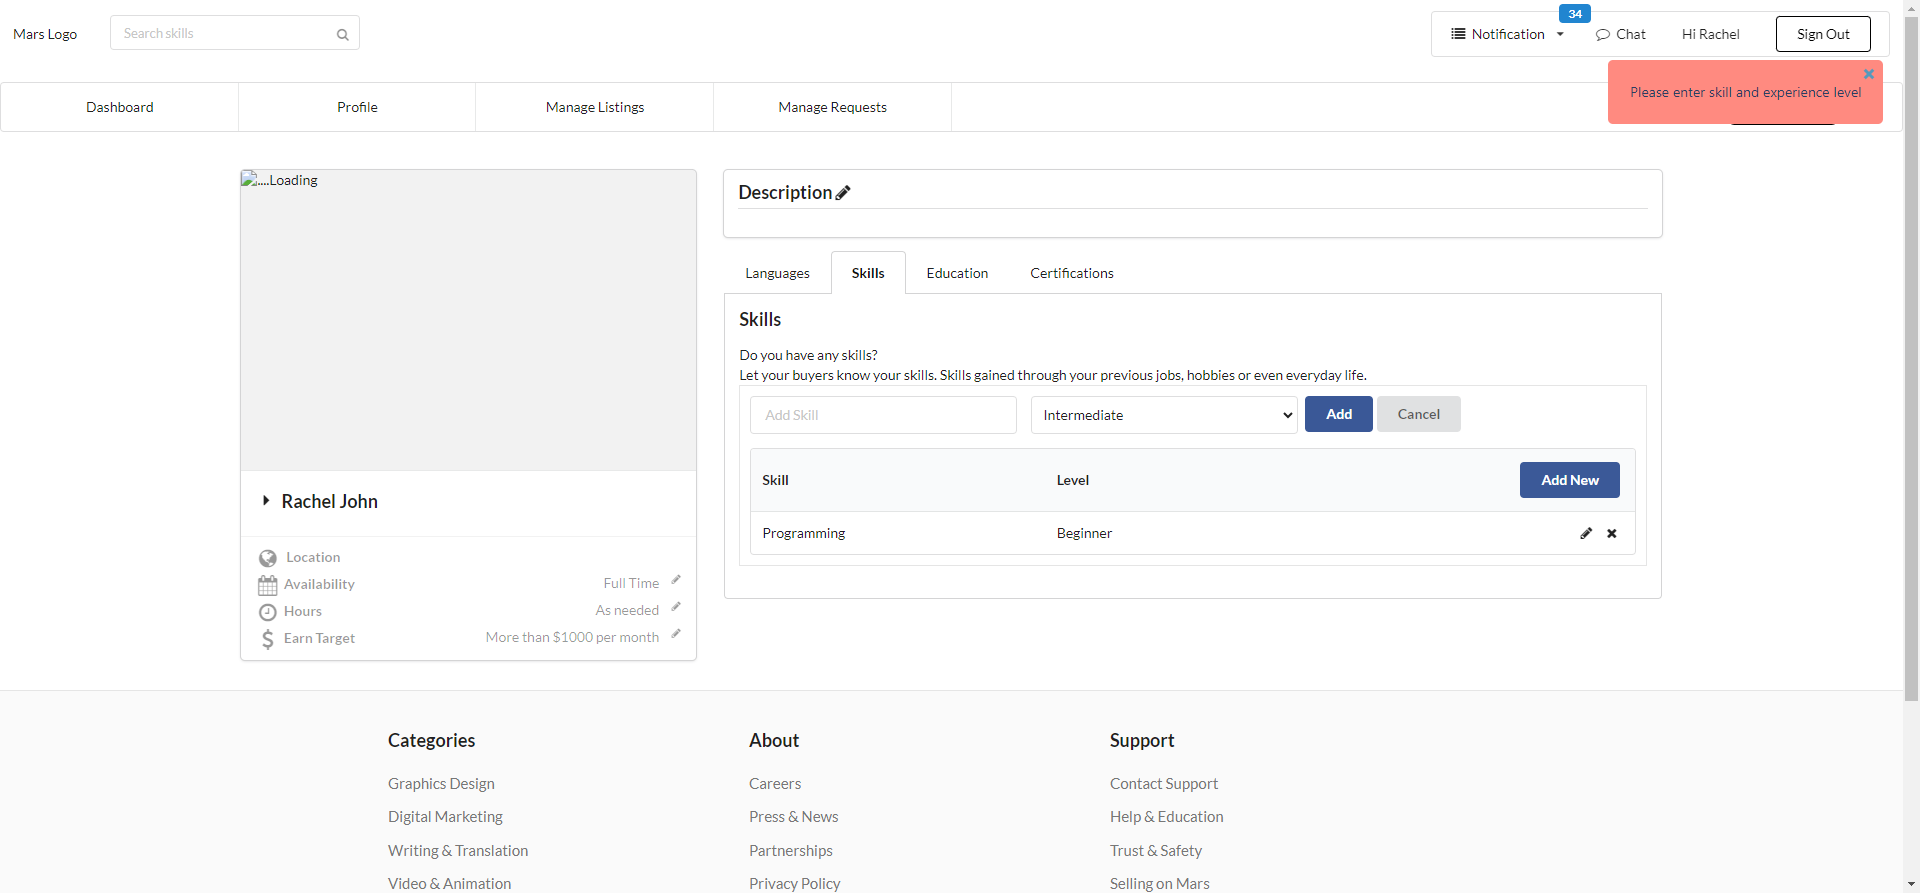 Mars Logo
Search skills
34
Notification
Chat
Hi Rachel
Sign Out
Please enter skill and experience level
Dashboard
Profile
Manage Listings
Manage Requests
....Loading
Rachel John
Location
Availability
Full Time
Hours
As needed
Earn Target
More than $1000 per month
Description
Languages
Skills
Education
Certifications
Skills
Do you have any skills?
Let your buyers know your skills. Skills gained through your previous jobs, hobbies or even everyday life.
Add Skill
Intermediate
Add
Cancel
Skill
Level
Add New
Programming
Beginner
Categories
Graphics Design
Digital Marketing
Writing & Translation
Video & Animation
About
Careers
Press & News
Partnerships
Privacy Policy
Support
Contact Support
Help & Education
Trust & Safety
Selling on Mars